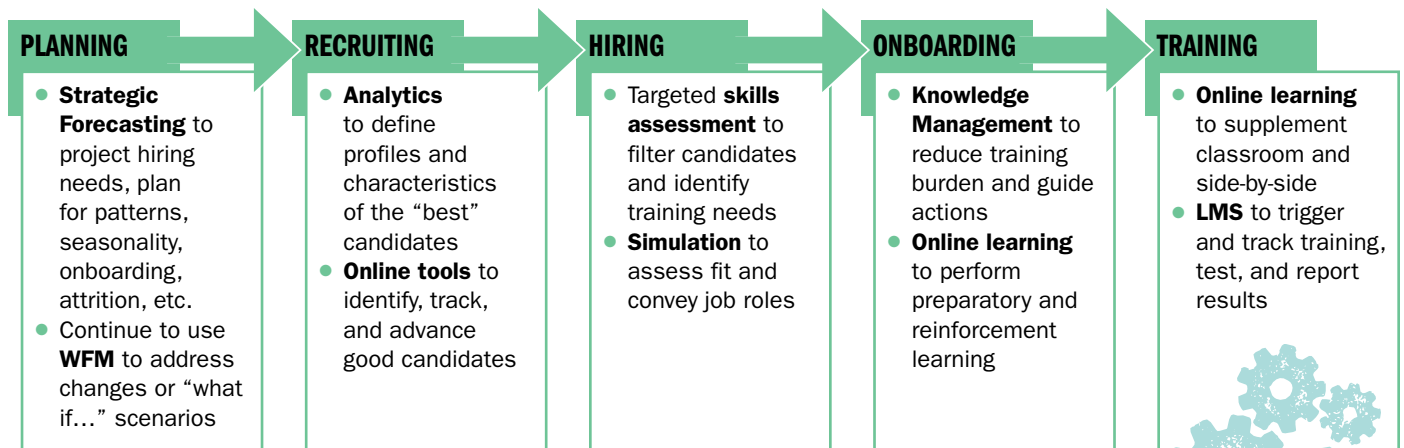 PLANNING
• Strategic
Forecasting to
project hiring
needs, plan
for patterns,
seasonality,
onboarding,
attrition, etc.
• Continue to use
WFM to address
changes or “what
if…” scenarios
RECRUITING
• Analytics
to define
profiles and
characteristics
of the “best”
candidates
• Online tools to
identify, track,
and advance
good candidates
HIRING
• Targeted skills
assessment to
filter candidates
and identify
training needs
• Simulation to
assess fit and
convey job roles
ONBOARDING
• Knowledge
Management to
reduce training
burden and guide
actions
• Online learning
to perform
preparatory and
reinforcement
learning
TRAINING
• Online learning
to supplement
classroom and
side-by-side
• LMS to trigger
and track training,
test, and report
results